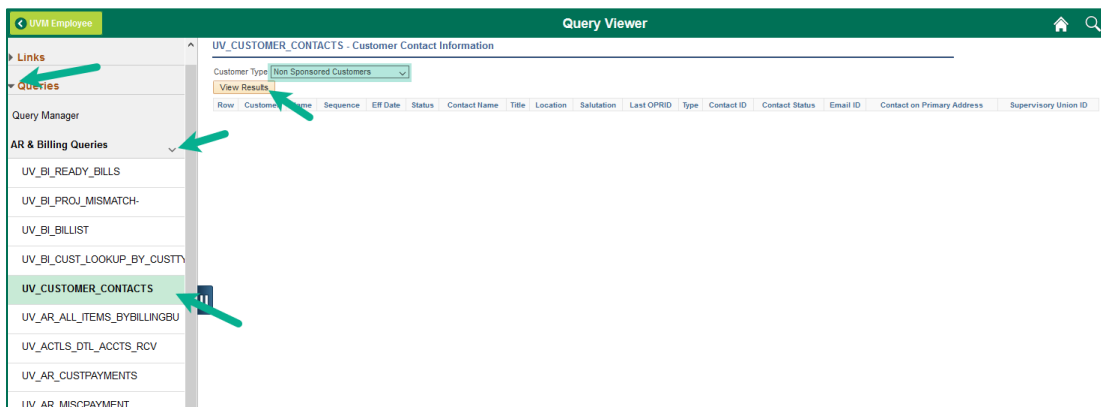 UVM Employee
Query Viewer
Links
Queries
Query Manager
AR & Billing Queries
UV_BI_READY_BILLS
UV_BI_PROJ_MISMATCH-
UV_BI_BILLIST
UV_BI_CUST_LOOKUP_BY_CUSTTY
UV_CUSTOMER_CONTACTS
UV_AR_ALL_ITEMS_BYBILLINGBU
UV_ACTLS_DTL_ACCTS_RCV
UV_AR_CUSTPAYMENTS
UV_AR_MISCPAYMENT
UV_CUSTOMER_CONTACTS - Customer Contact Information
Customer Type Non Sponsored Customers
View Results
Row Customer Sequence Eff Date Status Contact Name Title Location Salutation Last OPRID Type Contact ID Contact Status Email ID Contact on Primary Address Supervisory Union ID